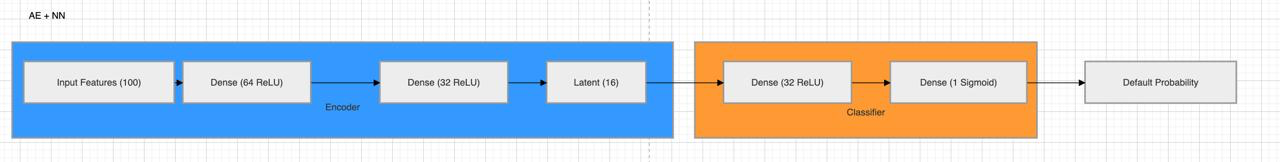 AE + NN
Input Features (100)
Dense (64 ReLU)
Dense (32 ReLU)
Latent (16)
Encoder
Dense (32 ReLU)
Dense (1 Sigmoid)
Classifier
Default Probability